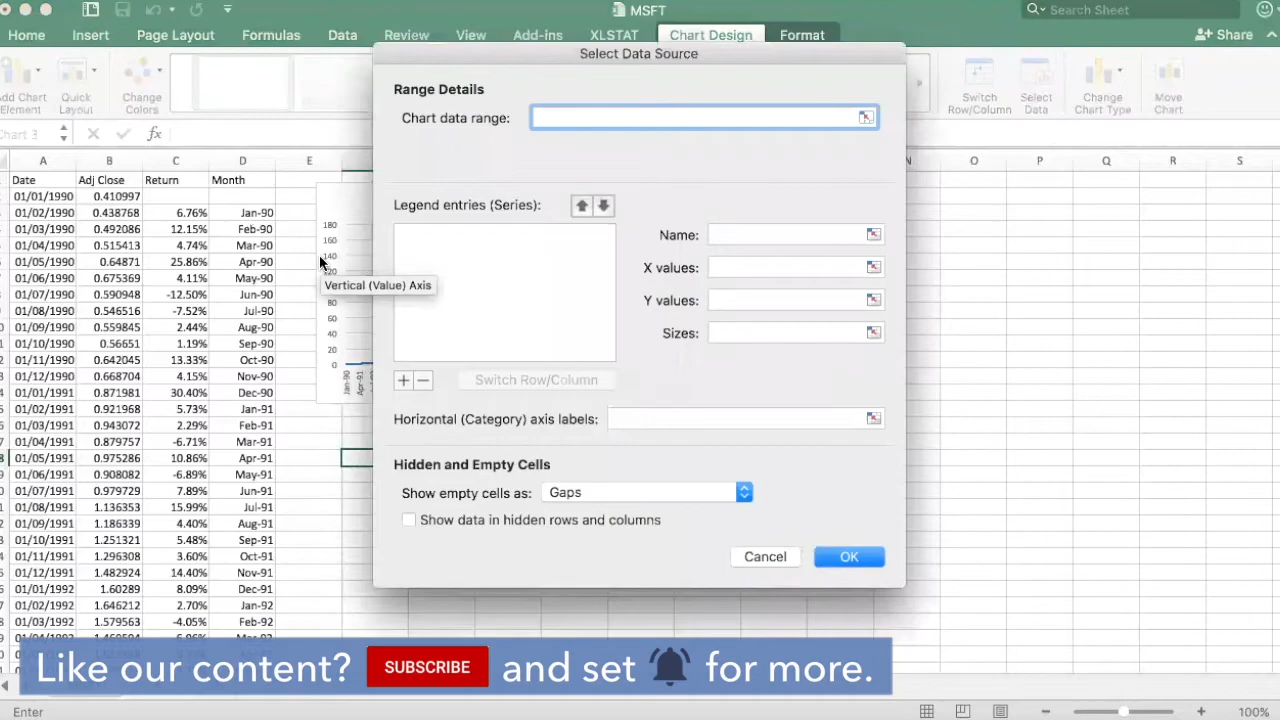 MSFT
Search Sheet
Home Insert Page Layout Formulas Data Review View Add-ins XLSTAT Chart Design Format Share
Select Data Source
Add Chart Element
Quick Layout
Change Colors
Switch Row/Column
Select Data
Change Chart Type
Move Chart
Chart 3 fx
Range Details
Chart data range:
A B C D E N O P Q R S
Date Adj Close Return Month
01/01/1990 0.410997
01/02/1990 0.438768 6.76% Jan-90
01/03/1990 0.492086 12.15% Feb-90
01/04/1990 0.515413 4.74% Mar-90
01/05/1990 0.64871 25.86% Apr-90
01/06/1990 0.675369 4.11% May-90
01/07/1990 0.590948 -12.50% Jun-90
01/08/1990 0.546516 -7.52% Jul-90
01/09/1990 0.559845 2.44% Aug-90
01/10/1990 0.56651 1.19% Sep-90
01/11/1990 0.642045 13.33% Oct-90
01/12/1990 0.668704 4.15% Nov-90
01/01/1991 0.871981 30.40% Dec-90
01/02/1991 0.921968 5.73% Jan-91
01/03/1991 0.943072 2.29% Feb-91
01/04/1991 0.879757 -6.71% Mar-91
01/05/1991 0.975286 10.86% Apr-91
01/06/1991 0.908082 -6.89% May-91
01/07/1991 0.979729 7.89% Jun-91
01/08/1991 1.136353 15.99% Jul-91
01/09/1991 1.186339 4.40% Aug-91
01/10/1991 1.251321 5.48% Sep-91
01/11/1991 1.296308 3.60% Oct-91
01/12/1991 1.482924 14.40% Nov-91
01/01/1992 1.60289 8.09% Dec-91
01/02/1992 1.646212 2.70% Jan-92
01/03/1992 1.579563 -4.05% Feb-92
180
160
140
120
80
60
40
20
0
Jan-90
Apr-91
Vertical (Value) Axis
Legend entries (Series):
Name:
X values:
Y values:
Sizes:
+ − Switch Row/Column
Horizontal (Category) axis labels:
Hidden and Empty Cells
Show empty cells as: Gaps
Show data in hidden rows and columns
Cancel OK
Like our content? SUBSCRIBE and set for more.
Enter 100%